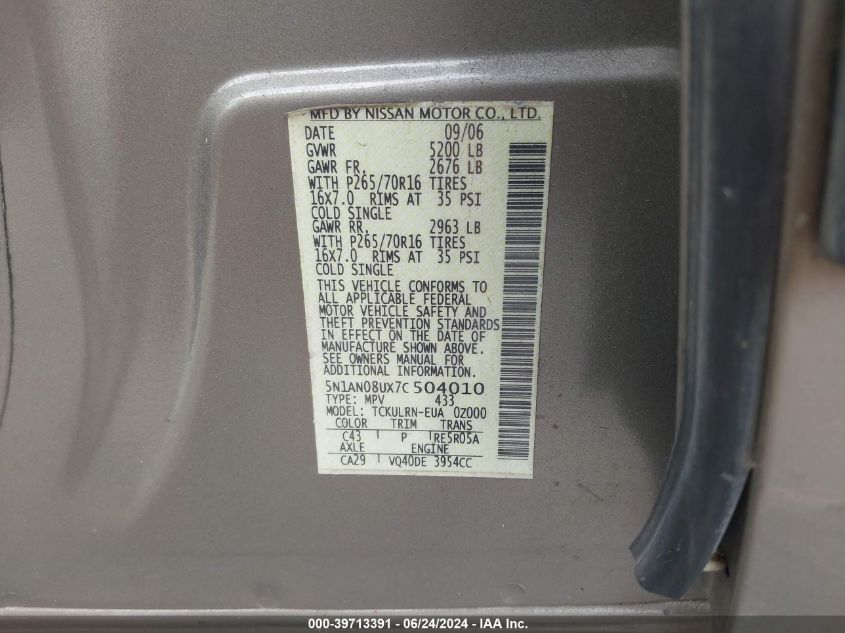 MFD BY NISSAN MOTOR CO., LTD.
DATE 09/06
GVWR 5200 LB
GAWR FR. 2676 LB
WITH P265/70R16 TIRES
16X7.0 RIMS AT 35 PSI
COLD SINGLE
GAWR RR. 2963 LB
WITH P265/70R16 TIRES
16X7.0 RIMS AT 35 PSI
COLD SINGLE
THIS VEHICLE CONFORMS TO
ALL APPLICABLE FEDERAL
MOTOR VEHICLE SAFETY AND
THEFT PREVENTION STANDARDS
IN EFFECT ON THE DATE OF
MANUFACTURE SHOWN ABOVE.
SEE OWNERS MANUAL FOR
ADDITIONAL INFORMATION.
5N1AN08UX7C504010
TYPE: MPV 433
MODEL: TCKULRN-EUA 0Z000
COLOR TRIM TRANS
C43 P RE5R05A
AXLE ENGINE
CA29 VQ40DE 3954CC
000-39713391 - 06/24/2024 - IAAI, Inc.